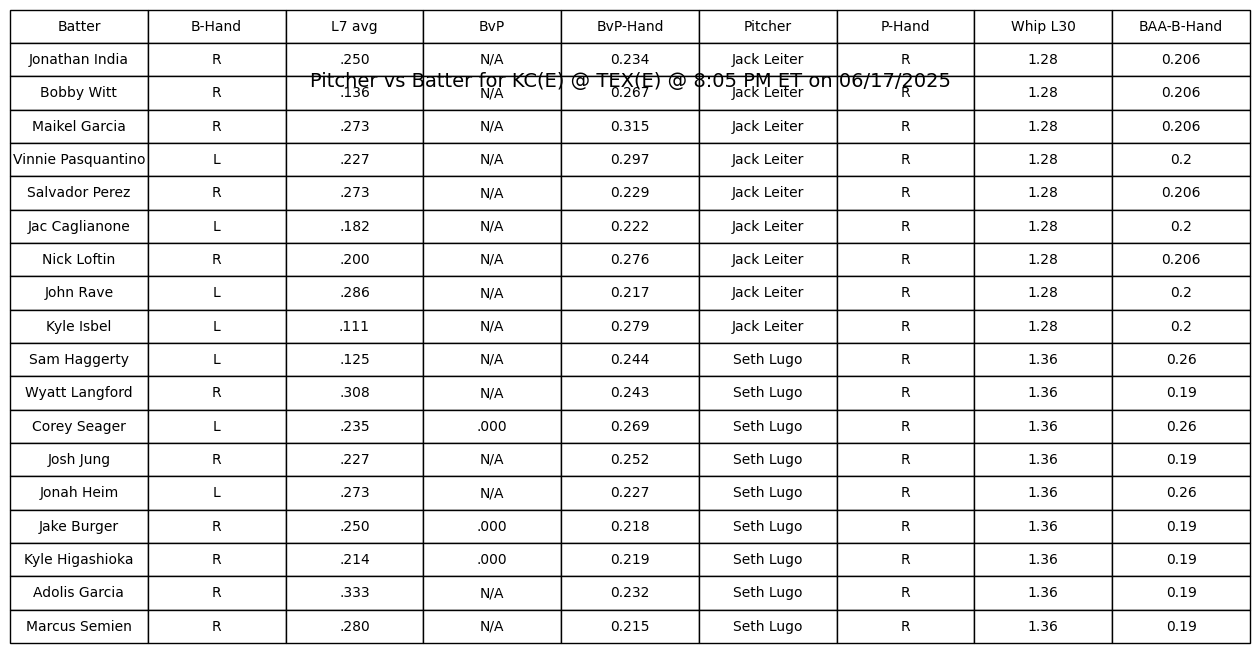 Batter B-Hand L7 avg BvP BvP-Hand Pitcher P-Hand Whip L30 BAA-B-Hand
Jonathan India R .250 N/A 0.234 Jack Leiter R 1.28 0.206
Pitcher vs Batter for KC(E) @ TEX(E) @ 8:05 PM ET on 06/17/2025
Bobby Witt R .136 N/A 0.267 Jack Leiter R 1.28 0.206
Maikel Garcia R .273 N/A 0.315 Jack Leiter R 1.28 0.206
Vinnie Pasquantino L .227 N/A 0.297 Jack Leiter R 1.28 0.2
Salvador Perez R .273 N/A 0.229 Jack Leiter R 1.28 0.206
Jac Caglianone L .182 N/A 0.222 Jack Leiter R 1.28 0.2
Nick Loftin R .200 N/A 0.276 Jack Leiter R 1.28 0.206
John Rave L .286 N/A 0.217 Jack Leiter R 1.28 0.2
Kyle Isbel L .111 N/A 0.279 Jack Leiter R 1.28 0.2
Sam Haggerty L .125 N/A 0.244 Seth Lugo R 1.36 0.26
Wyatt Langford R .308 N/A 0.243 Seth Lugo R 1.36 0.19
Corey Seager L .235 .000 0.269 Seth Lugo R 1.36 0.26
Josh Jung R .227 N/A 0.252 Seth Lugo R 1.36 0.19
Jonah Heim L .273 N/A 0.227 Seth Lugo R 1.36 0.26
Jake Burger R .250 .000 0.218 Seth Lugo R 1.36 0.19
Kyle Higashioka R .214 .000 0.219 Seth Lugo R 1.36 0.19
Adolis Garcia R .333 N/A 0.232 Seth Lugo R 1.36 0.19
Marcus Semien R .280 N/A 0.215 Seth Lugo R 1.36 0.19